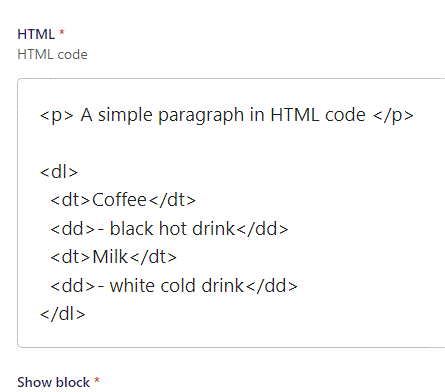 HTML *
HTML code
<p> A simple paragraph in HTML code </p>

<dl>
  <dt>Coffee</dt>
  <dd>- black hot drink</dd>
  <dt>Milk</dt>
  <dd>- white cold drink</dd>
</dl>
Show block *